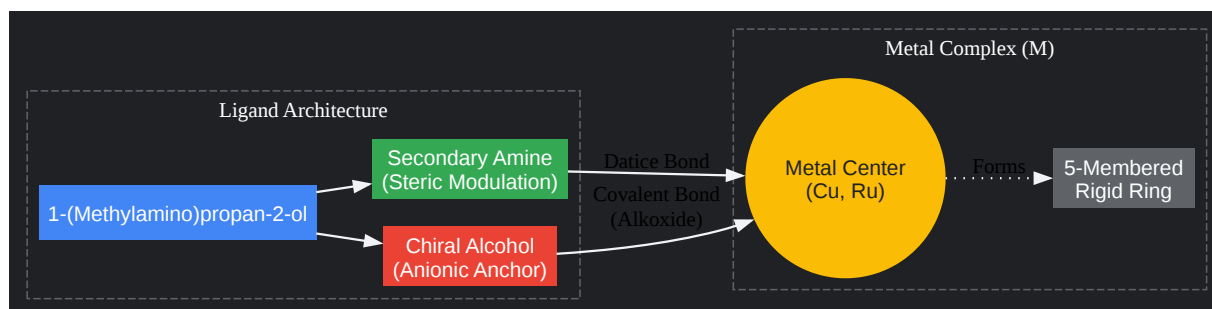 Metal Complex (M)
Ligand Architecture
1-(Methylamino)propan-2-ol
Secondary Amine
(Steric Modulation)
Chiral Alcohol
(Anionic Anchor)
Datice Bond
Covalent Bond
(Alkoxide)
Metal Center
(Cu, Ru)
Forms
5-Membered
Rigid Ring